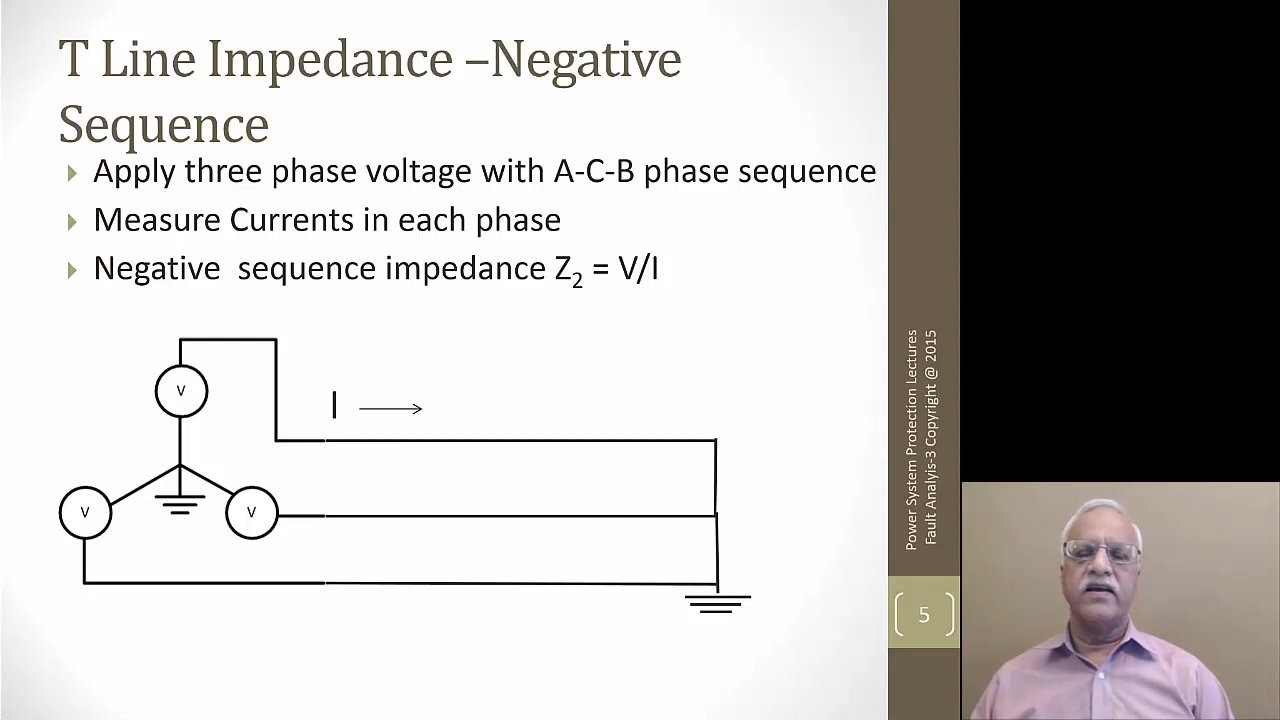 T Line Impedance –Negative
Sequence
Apply three phase voltage with A-C-B phase sequence
Measure Currents in each phase
Negative  sequence impedance Z₂ = V/I
V
I
V
V
Power System Protection Lectures
Fault Analyis-3 Copyright @ 2015
5